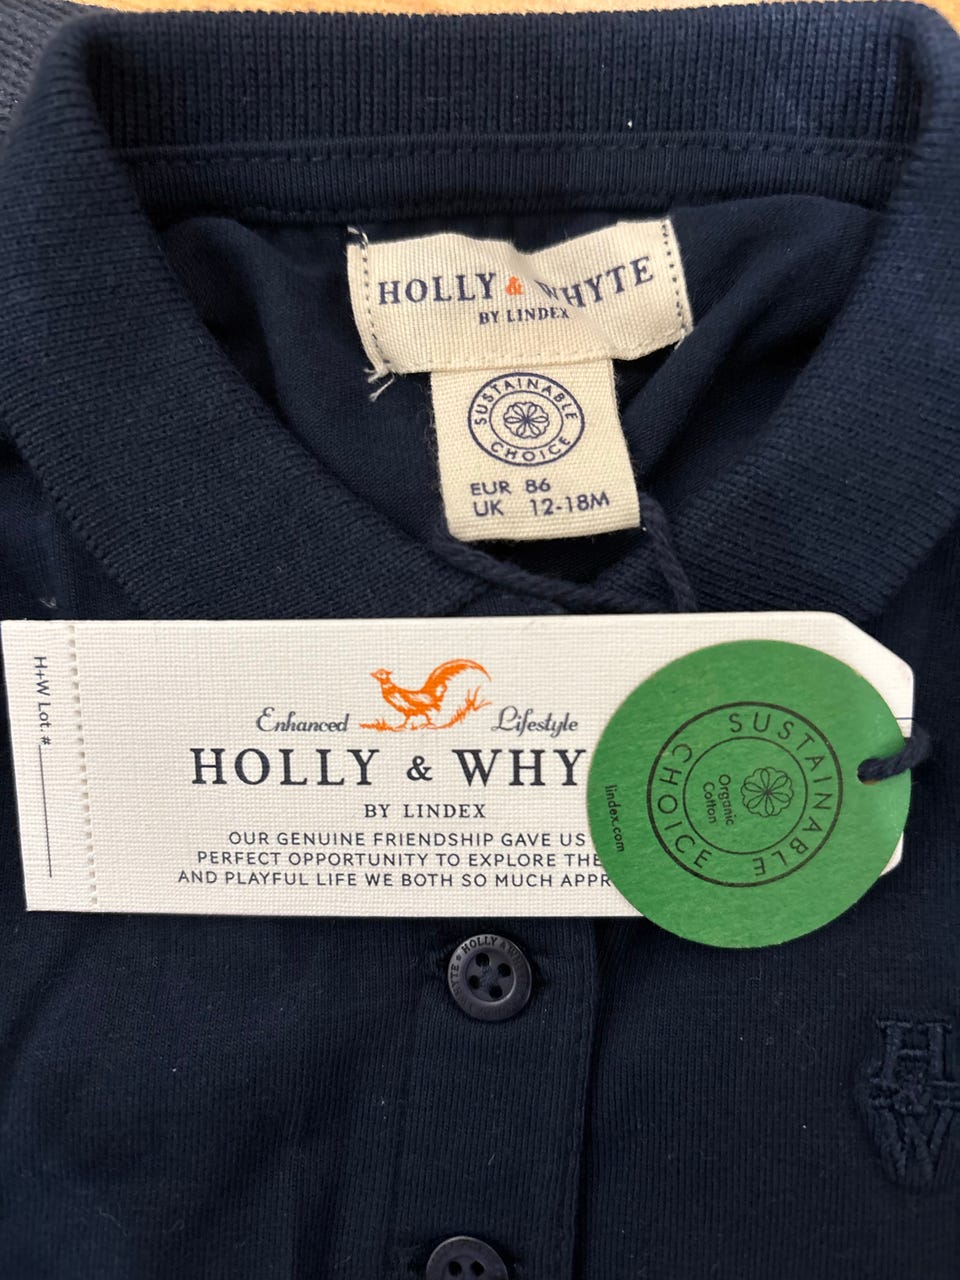 HOLLY & WHYTE
BY LINDEX
SUSTAINABLE
CHOICE
EUR 86
UK 12-18M
H+W Lot: #
Enhanced Lifestyle
HOLLY & WHY
BY LINDEX
OUR GENUINE FRIENDSHIP GAVE US
PERFECT OPPORTUNITY TO EXPLORE THE
AND PLAYFUL LIFE WE BOTH SO MUCH APPR
SUSTAINABLE
CHOICE
Organic
Cotton
lindex.com
HOLLY & WHYTE
H&W